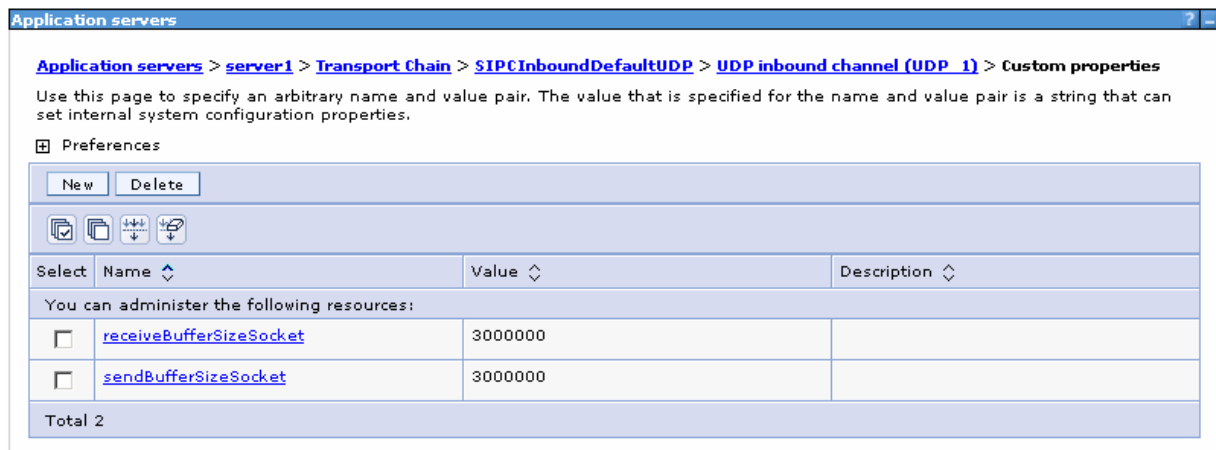 Application servers ? –
Application servers > server1 > Transport Chain > SIPCInboundDefaultUDP > UDP inbound channel (UDP_1) > Custom properties
Use this page to specify an arbitrary name and value pair. The value that is specified for the name and value pair is a string that can
set internal system configuration properties.
Preferences
New Delete
Select Name Value Description
You can administer the following resources:
receiveBufferSizeSocket 3000000
sendBufferSizeSocket 3000000
Total 2